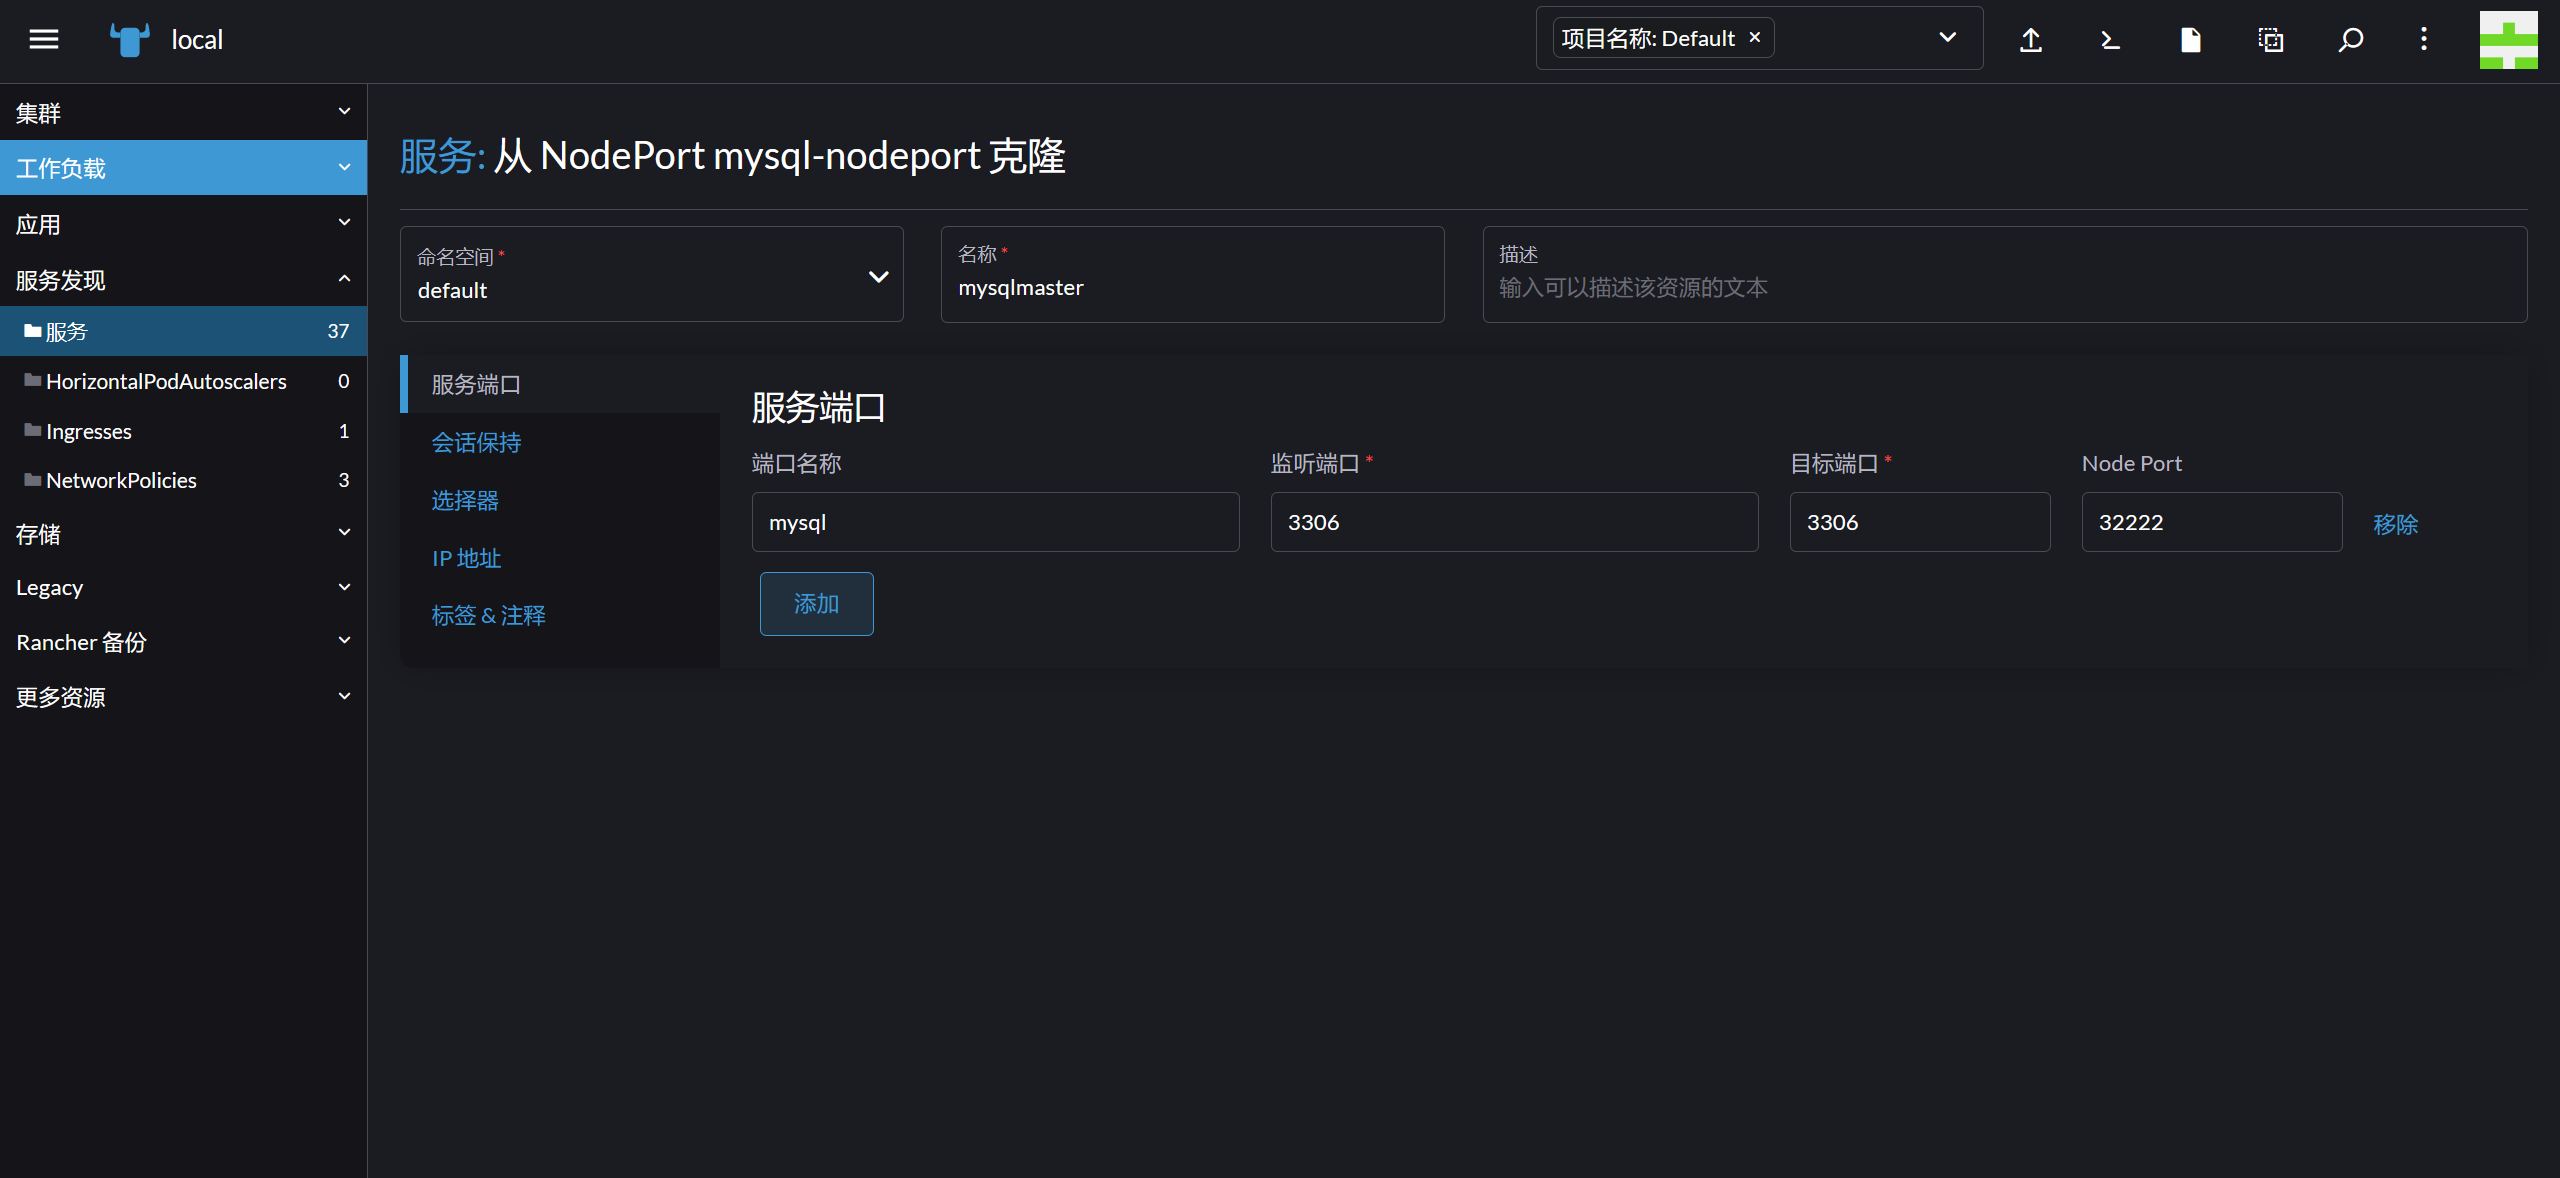 local
项目名称: Default ×
集群
工作负载
应用
服务发现
服务 37
HorizontalPodAutoscalers 0
Ingresses 1
NetworkPolicies 3
存储
Legacy
Rancher 备份
更多资源
服务: 从 NodePort mysql-nodeport 克隆
命名空间 *
default
名称 *
mysqlmaster
描述
输入可以描述该资源的文本
服务端口
会话保持
选择器
IP 地址
标签 & 注释
服务端口
端口名称 监听端口 * 目标端口 * Node Port
mysql 3306 3306 32222 移除
添加